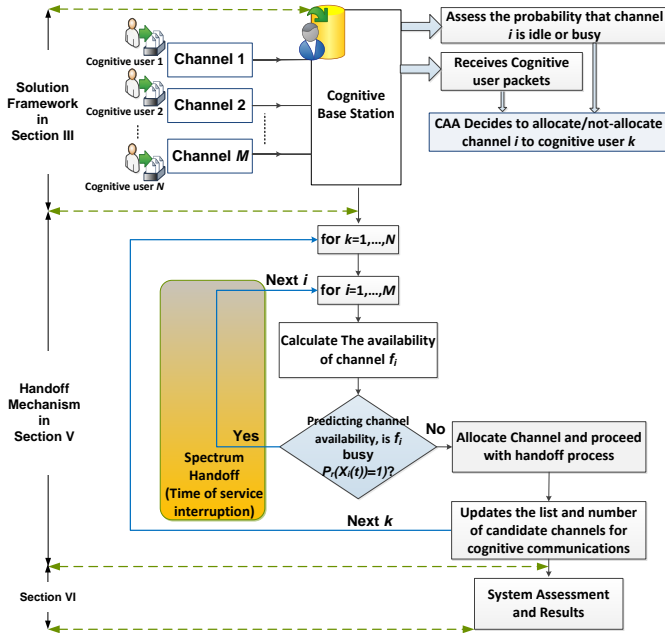 Solution
Framework
in
Section III
Cognitive user 1
Channel 1
Cognitive user 2
Channel 2
Channel M
Cognitive user N
Cognitive
Base Station
Assess the probability that channel
i is idle or busy
Receives Cognitive
user packets
CAA Decides to allocate/not-allocate
channel i to cognitive user k
for k=1,...,N
Next i
for i=1,...,M
Calculate The availability
of channel fi
Handoff
Mechanism
in
Section V
Predicting channel
availability, is fi
busy
Pr(Xi(t))=1)?
Yes
No
Spectrum
Handoff
(Time of service
interruption)
Allocate Channel and proceed
with handoff process
Next k
Updates the list and number
of candidate channels for
cognitive communications
Section VI
System Assessment
and Results